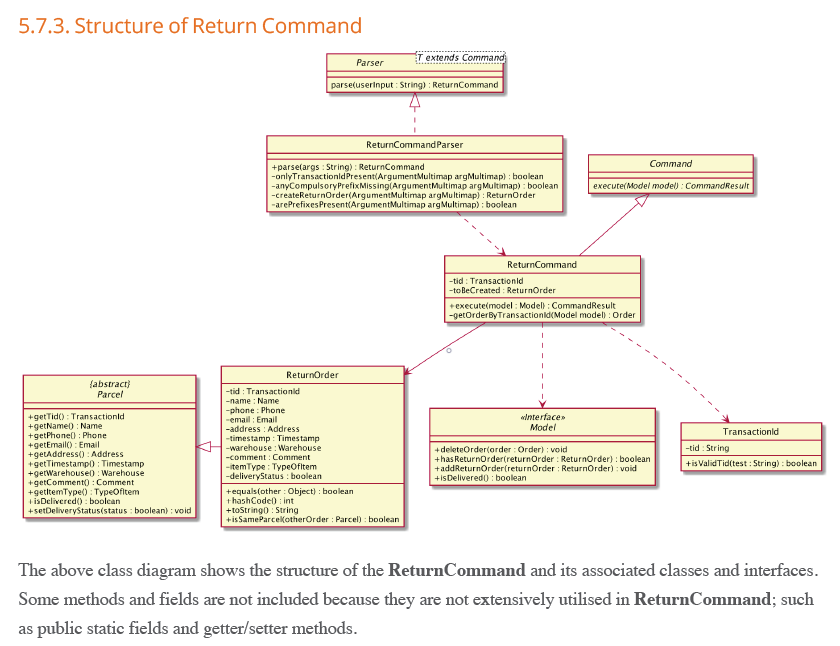 5.7.3. Structure of Return Command
Parser
T extends Command
parse(userInput : String) : ReturnCommand
ReturnCommandParser
+parse(args : String) : ReturnCommand
-onlyTransactionIdPresent(ArgumentMultimap argMultimap) : boolean
-anyCompulsoryPrefixMissing(ArgumentMultimap argMultimap) : boolean
-createReturnOrder(ArgumentMultimap argMultimap) : ReturnOrder
-arePrefixesPresent(ArgumentMultimap argMultimap) : boolean
Command
execute(Model model) : CommandResult
ReturnCommand
-tid : TransactionId
-toBeCreated : ReturnOrder
+execute(model : Model) : CommandResult
-getOrderByTransactionId(Model model) : Order
0
{abstract}
Parcel
+getTid() : TransactionId
+getName() : Name
+getPhone() : Phone
+getEmail() : Email
+getAddress() : Address
+getTimestamp() : Timestamp
+getWarehouse() : Warehouse
+getComment() : Comment
+getItemType() : TypeOfItem
+isDelivered() : boolean
+setDeliveryStatus(status : boolean) : void
ReturnOrder
-tid : TransactionId
-name : Name
-phone : Phone
-email : Email
-address : Address
-timestamp : Timestamp
-warehouse : Warehouse
-comment : Comment
-itemType : TypeOfItem
-deliveryStatus : boolean
+equals(other : Object) : boolean
+hashCode() : int
+toString() : String
+isSameParcel(otherOrder : Parcel) : boolean
«Interface»
Model
+deleteOrder(order : Order) : void
+hasReturnOrder(returnOrder : ReturnOrder) : boolean
+addReturnOrder(returnOrder : ReturnOrder) : void
+isDelivered() : boolean
TransactionId
-tid : String
+isValidTid(test : String) : boolean
The above class diagram shows the structure of the ReturnCommand and its associated classes and interfaces.
Some methods and fields are not included because they are not extensively utilised in ReturnCommand; such
as public static fields and getter/setter methods.